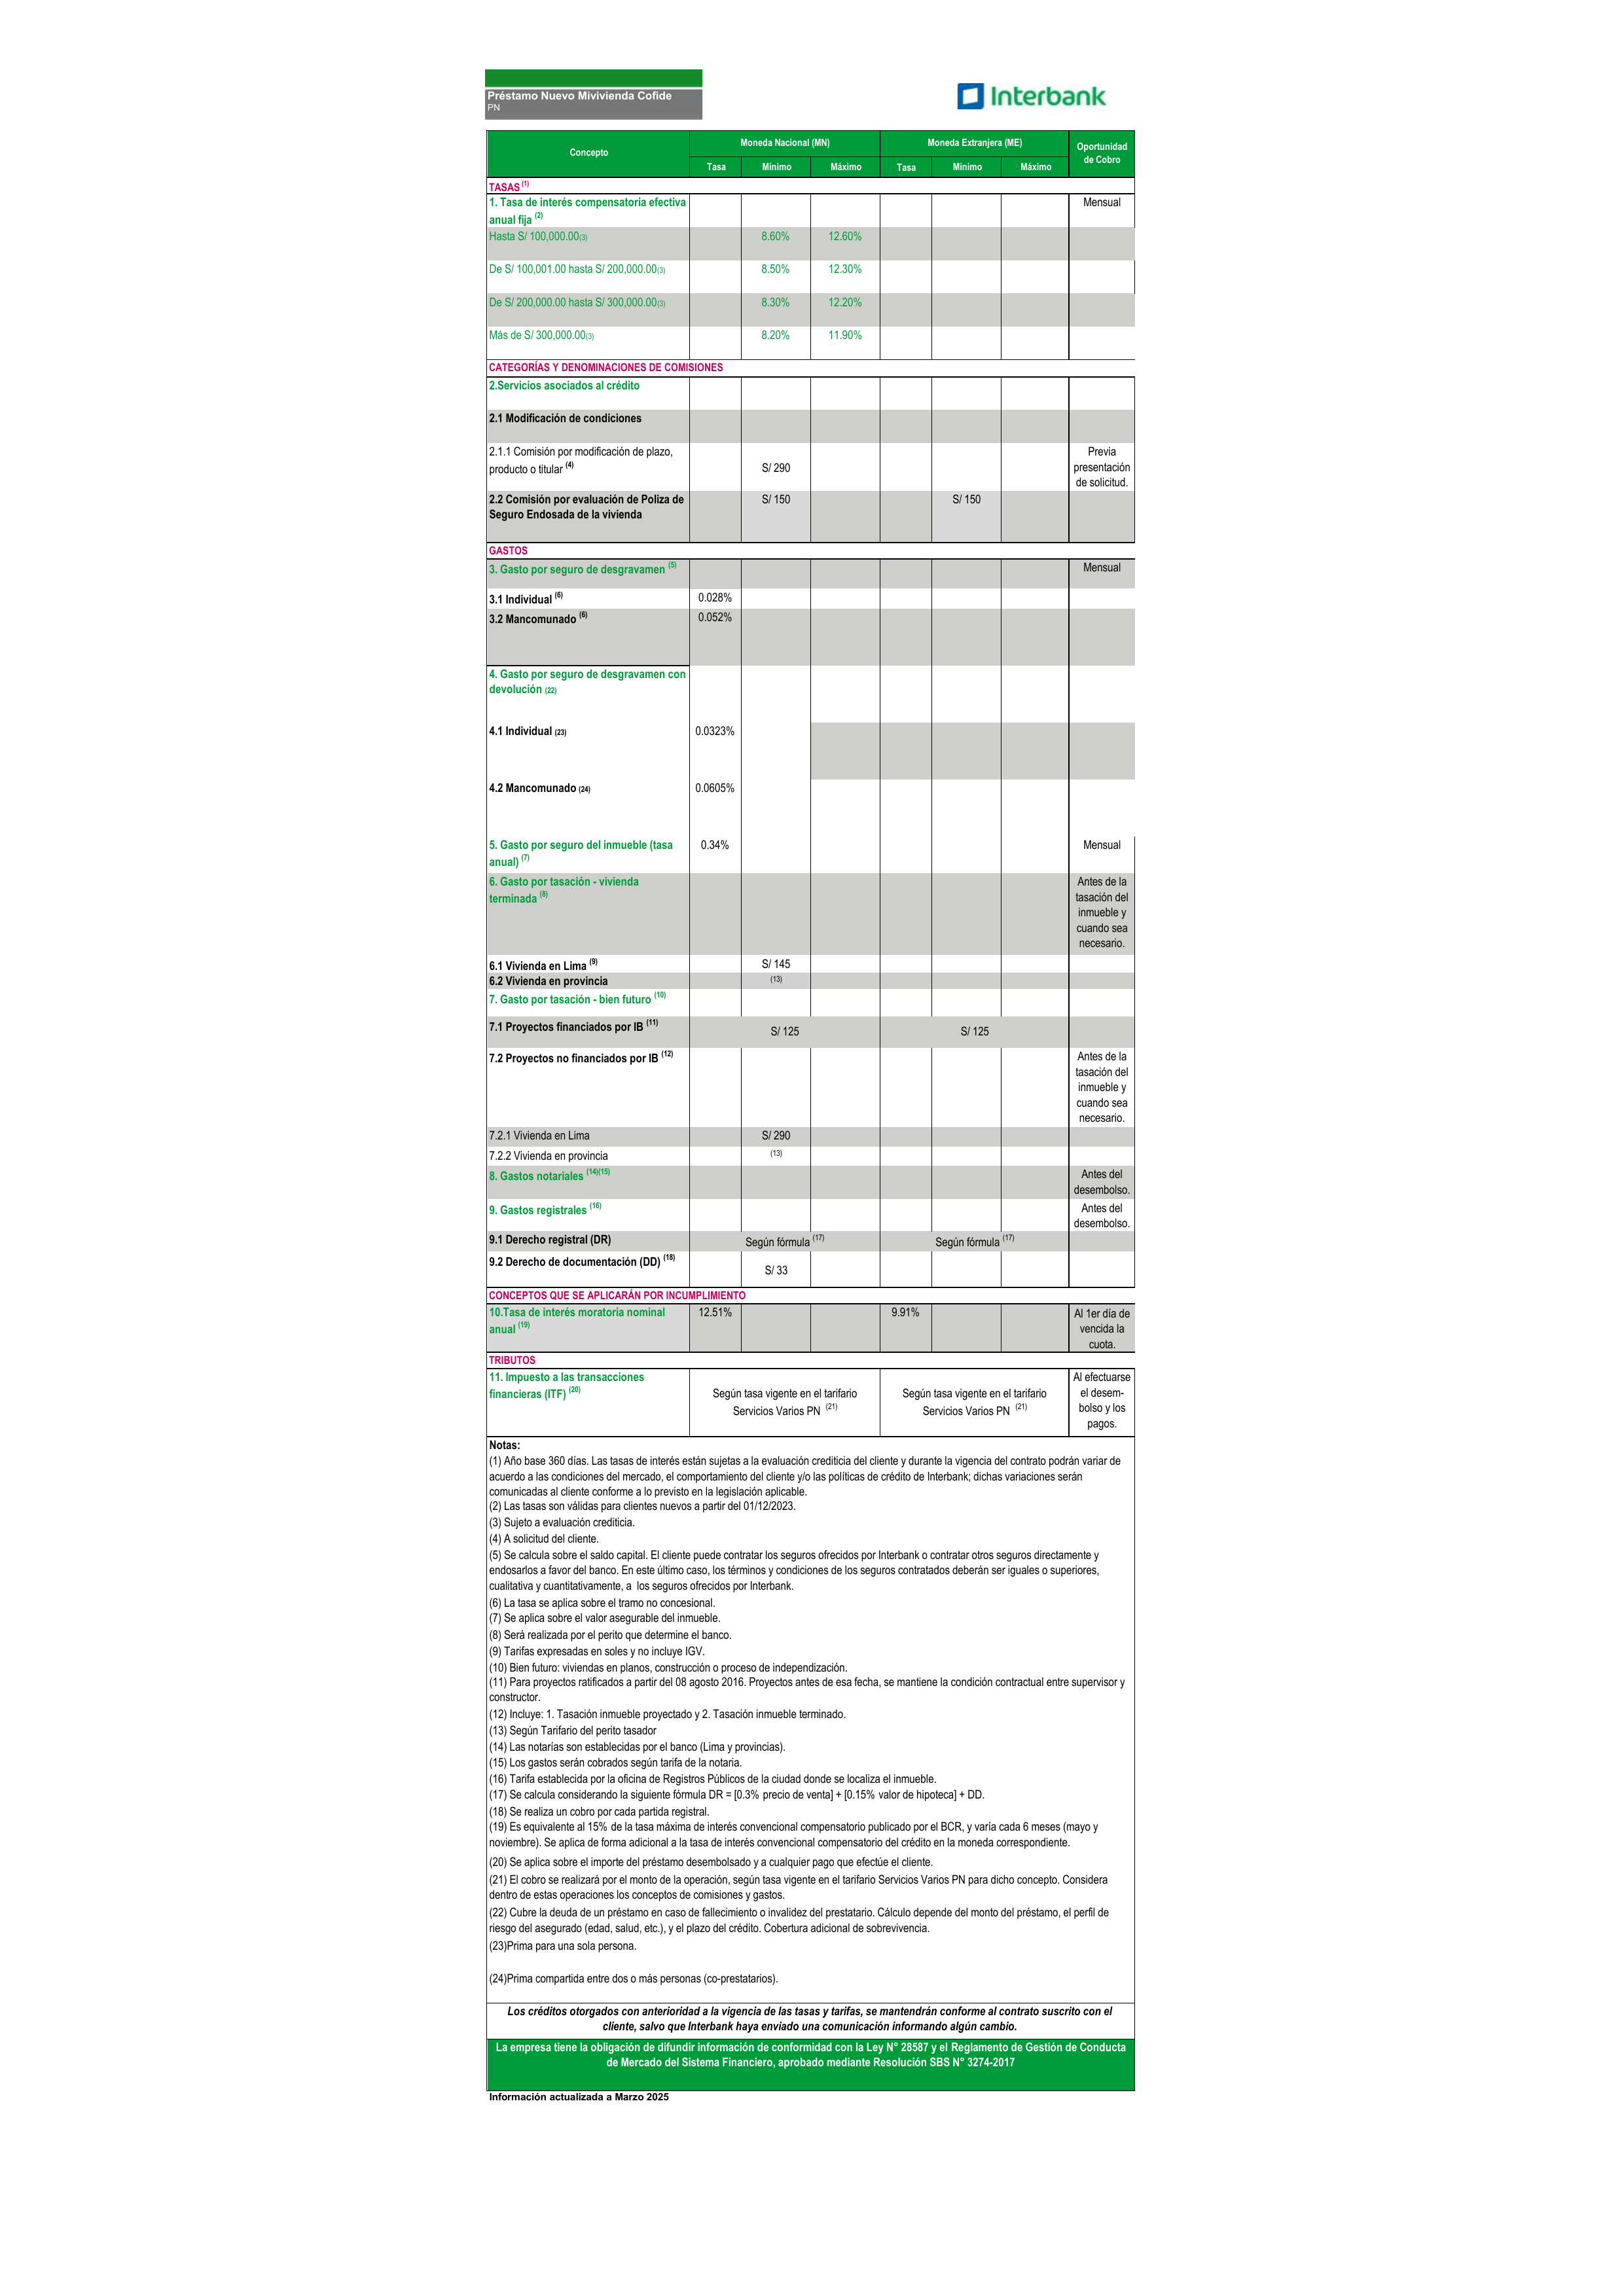 Préstamo Nuevo Mivivienda Cofide
PN
Interbank
Concepto
Moneda Nacional (MN)
Moneda Extranjera (ME)
Oportunidad
de Cobro
Tasa Mínimo Máximo Tasa Mínimo Máximo
TASAS (1)
1. Tasa de interés compensatoria efectiva
anual fija (2)
Mensual
Hasta S/ 100,000.00(3) 8.60% 12.60%
De S/ 100,001.00 hasta S/ 200,000.00(3) 8.50% 12.30%
De S/ 200,000.00 hasta S/ 300,000.00(3) 8.30% 12.20%
Más de S/ 300,000.00(3) 8.20% 11.90%
CATEGORÍAS Y DENOMINACIONES DE COMISIONES
2.Servicios asociados al crédito
2.1 Modificación de condiciones
2.1.1 Comisión por modificación de plazo,
producto o titular (4) S/ 290
Previa
presentación
de solicitud.
2.2 Comisión por evaluación de Poliza de
Seguro Endosada de la vivienda
S/ 150 S/ 150
GASTOS
3. Gasto por seguro de desgravamen (5) Mensual
3.1 Individual (6) 0.028%
3.2 Mancomunado (6) 0.052%
4. Gasto por seguro de desgravamen con
devolución (22)
4.1 Individual (23) 0.0323%
4.2 Mancomunado (24) 0.0605%
5. Gasto por seguro del inmueble (tasa
anual) (7)
0.34% Mensual
6. Gasto por tasación - vivienda
terminada (8)
Antes de la
tasación del
inmueble y
cuando sea
necesario.
6.1 Vivienda en Lima (9) S/ 145
6.2 Vivienda en provincia (13)
7. Gasto por tasación - bien futuro (10)
7.1 Proyectos financiados por IB (11) S/ 125 S/ 125
7.2 Proyectos no financiados por IB (12)
Antes de la
tasación del
inmueble y
cuando sea
necesario.
7.2.1 Vivienda en Lima S/ 290
7.2.2 Vivienda en provincia (13)
8. Gastos notariales (14)(15)
Antes del
desembolso.
9. Gastos registrales (16)
Antes del
desembolso.
9.1 Derecho registral (DR) Según fórmula (17) Según fórmula (17)
9.2 Derecho de documentación (DD) (18) S/ 33
CONCEPTOS QUE SE APLICARÁN POR INCUMPLIMIENTO
10.Tasa de interés moratoria nominal
anual (19)
12.51% 9.91%
Al 1er día de
vencida la
cuota.
TRIBUTOS
11. Impuesto a las transacciones
financieras (ITF) (20)
Según tasa vigente en el tarifario
Servicios Varios PN (21)
Según tasa vigente en el tarifario
Servicios Varios PN (21)
Al efectuarse
el desem-
bolso y los
pagos.
Notas:
(1) Año base 360 días. Las tasas de interés están sujetas a la evaluación crediticia del cliente y durante la vigencia del contrato podrán variar de
acuerdo a las condiciones del mercado, el comportamiento del cliente y/o las políticas de crédito de Interbank; dichas variaciones serán
comunicadas al cliente conforme a lo previsto en la legislación aplicable.
(2) Las tasas son válidas para clientes nuevos a partir del 01/12/2023.
(3) Sujeto a evaluación crediticia.
(4) A solicitud del cliente.
(5) Se calcula sobre el saldo capital. El cliente puede contratar los seguros ofrecidos por Interbank o contratar otros seguros directamente y
endosarlos a favor del banco. En este último caso, los términos y condiciones de los seguros contratados deberán ser iguales o superiores,
cualitativa y cuantitativamente, a los seguros ofrecidos por Interbank.
(6) La tasa se aplica sobre el tramo no concesional.
(7) Se aplica sobre el valor asegurable del inmueble.
(8) Será realizada por el perito que determine el banco.
(9) Tarifas expresadas en soles y no incluye IGV.
(10) Bien futuro: viviendas en planos, construcción o proceso de independización.
(11) Para proyectos ratificados a partir del 08 agosto 2016. Proyectos antes de esa fecha, se mantiene la condición contractual entre supervisor y
constructor.
(12) Incluye: 1. Tasación inmueble proyectado y 2. Tasación inmueble terminado.
(13) Según Tarifario del perito tasador
(14) Las notarías son establecidas por el banco (Lima y provincias).
(15) Los gastos serán cobrados según tarifa de la notaria.
(16) Tarifa establecida por la oficina de Registros Públicos de la ciudad donde se localiza el inmueble.
(17) Se calcula considerando la siguiente fórmula DR = [0.3% precio de venta] + [0.15% valor de hipoteca] + DD.
(18) Se realiza un cobro por cada partida registral.
(19) Es equivalente al 15% de la tasa máxima de interés convencional compensatorio publicado por el BCR, y varía cada 6 meses (mayo y
noviembre). Se aplica de forma adicional a la tasa de interés convencional compensatorio del crédito en la moneda correspondiente.
(20) Se aplica sobre el importe del préstamo desembolsado y a cualquier pago que efectúe el cliente.
(21) El cobro se realizará por el monto de la operación, según tasa vigente en el tarifario Servicios Varios PN para dicho concepto. Considera
dentro de estas operaciones los conceptos de comisiones y gastos.
(22) Cubre la deuda de un préstamo en caso de fallecimiento o invalidez del prestatario. Cálculo depende del monto del préstamo, el perfil de
riesgo del asegurado (edad, salud, etc.), y el plazo del crédito. Cobertura adicional de sobrevivencia.
(23)Prima para una sola persona.
(24)Prima compartida entre dos o más personas (co-prestatarios).
Los créditos otorgados con anterioridad a la vigencia de las tasas y tarifas, se mantendrán conforme al contrato suscrito con el
cliente, salvo que Interbank haya enviado una comunicación informando algún cambio.
La empresa tiene la obligación de difundir información de conformidad con la Ley N° 28587 y el Reglamento de Gestión de Conducta
de Mercado del Sistema Financiero, aprobado mediante Resolución SBS N° 3274-2017
Información actualizada a Marzo 2025